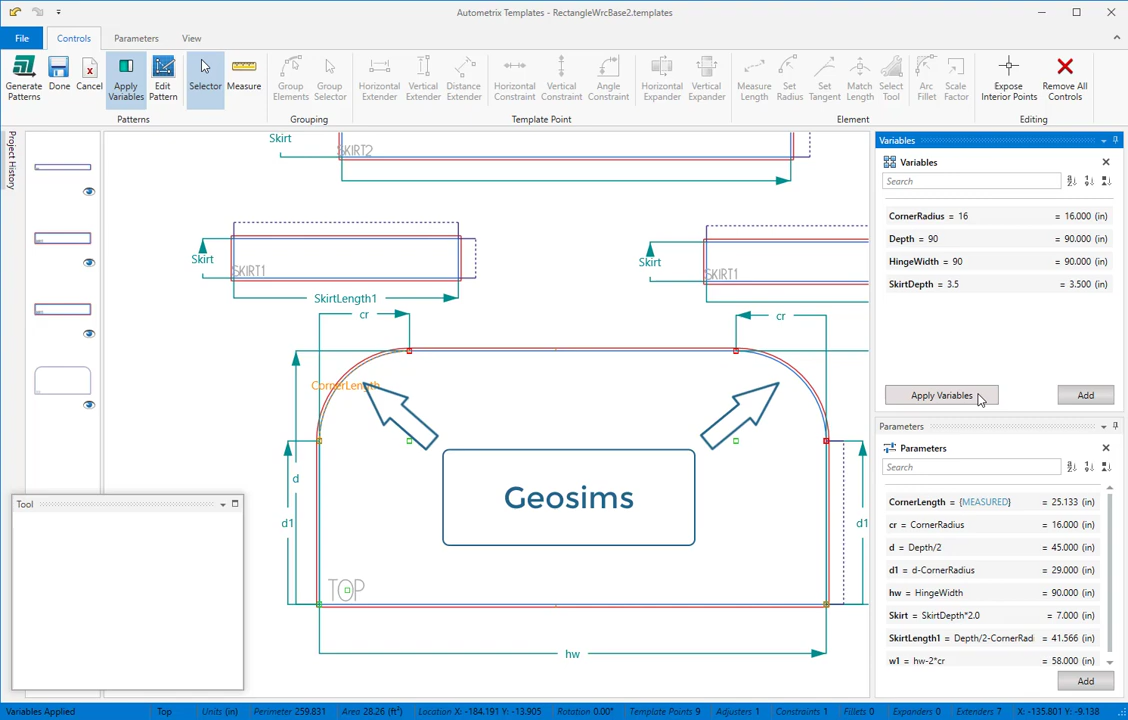 Autometrix Templates - RectangleWrcBase2.templates
File
Controls
Parameters
View
Generate Patterns
Done
Cancel
Apply Variables
Edit Pattern
Selector
Measure
Group Elements
Group Selector
Horizontal Extender
Vertical Extender
Distance Extender
Horizontal Constraint
Vertical Constraint
Angle Constraint
Horizontal Expander
Vertical Expander
Measure Length
Set Radius
Set Tangent
Match Length
Select Tool
Arc Fillet
Scale Factor
Expose Interior Points
Remove All Controls
Patterns
Grouping
Template Point
Element
Editing
Project History
Skirt
SKIRT2
Skirt
SKIRT1
SkirtLength1
Skirt
SKIRT1
cr
cr
CornerLength
d
d1
d1
Geosims
TOP
hw
Tool
Variables
Variables
Search
CornerRadius = 16 = 16.000 (in)
Depth = 90 = 90.000 (in)
HingeWidth = 90 = 90.000 (in)
SkirtDepth = 3.5 = 3.500 (in)
Apply Variables
Add
Parameters
Parameters
Search
CornerLength = {MEASURED} = 25.133 (in)
cr = CornerRadius = 16.000 (in)
d = Depth/2 = 45.000 (in)
d1 = d-CornerRadius = 29.000 (in)
hw = HingeWidth = 90.000 (in)
Skirt = SkirtDepth*2.0 = 7.000 (in)
SkirtLength1 = Depth/2-CornerRad = 41.566 (in)
w1 = hw-2*cr = 58.000 (in)
Add
Variables Applied Top Units (in) Perimeter 259.831 Area 28.26 (ft²) Location X: -184.191 Y: -13.905 Rotation 0.00° Template Points 9 Adjusters 1 Constraints 1 Fillets 0 Expanders 0 Extenders 7 X: -135.801 Y: -9.138